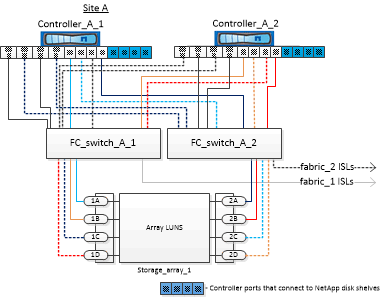 Site A
Controller_A_1
Controller_A_2
FC_switch_A_1
FC_switch_A_2
fabric_2 ISLs
fabric_1 ISLs
1A
2A
1B
2B
Array LUNS
1C
2C
1D
2D
Storage_array_1
- Controller ports that connect to NetApp disk shelves